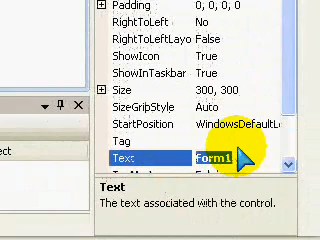 Padding 0, 0, 0, 0
RightToLeft No
RightToLeftLayo False
ShowIcon True
ShowInTaskbar True
Size 300, 300
SizeGripStyle Auto
StartPosition WindowsDefaultLo
Tag
Text Form1
ect
Text
The text associated with the control.